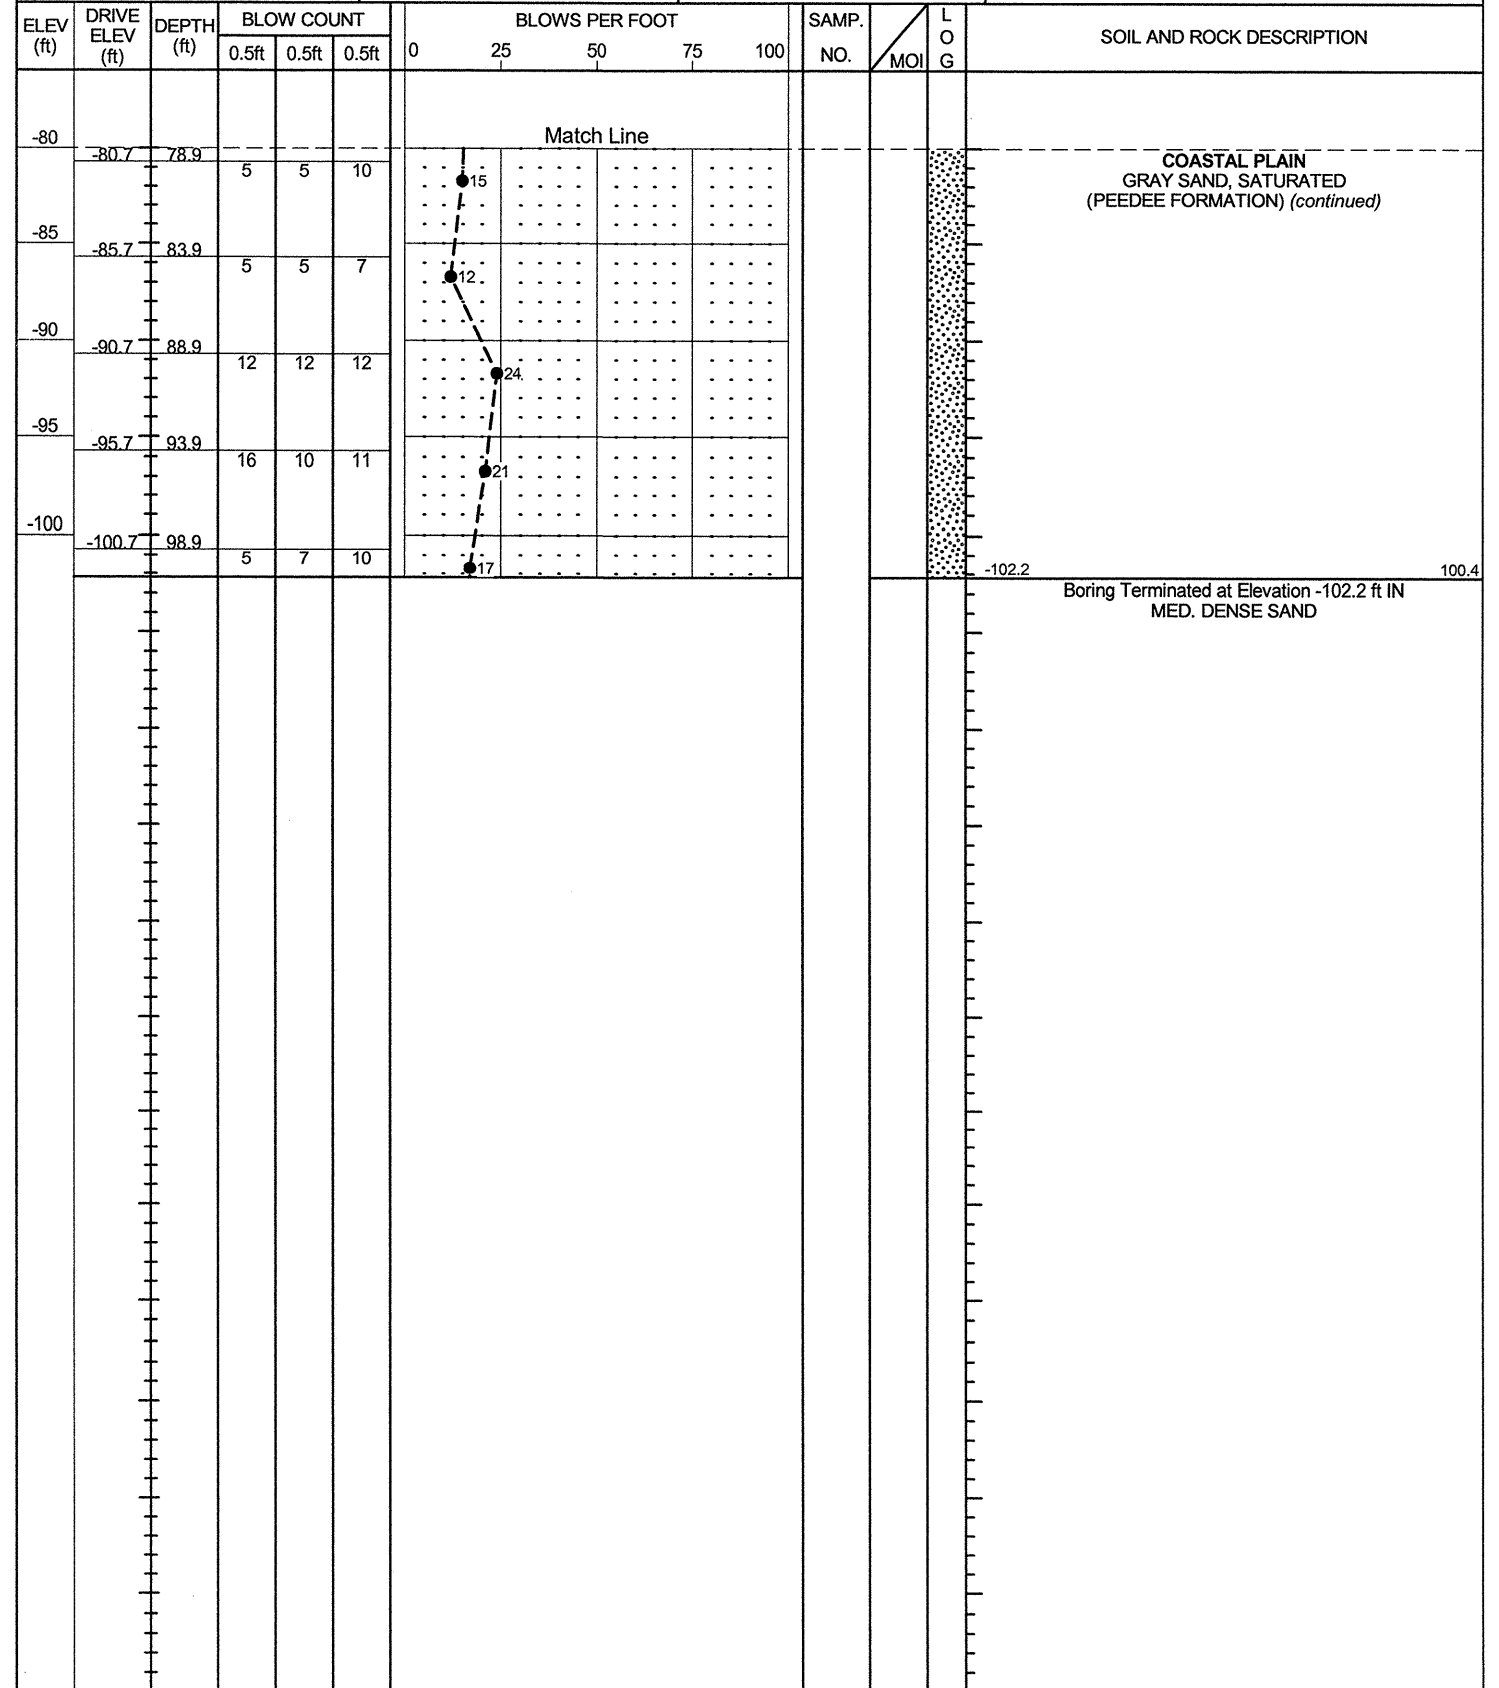 ELEV (ft) DRIVE ELEV (ft) DEPTH (ft) BLOW COUNT BLOWS PER FOOT SAMP. NO. MOI LOG SOIL AND ROCK DESCRIPTION
0.5ft 0.5ft 0.5ft 0 25 50 75 100
Match Line
-80
-80.7 78.9
5 5 10 15
COASTAL PLAIN
GRAY SAND, SATURATED
(PEEDEE FORMATION) (continued)
-85
-85.7 83.9
5 5 7 12
-90
-90.7 88.9
12 12 12 24
-95
-95.7 93.9
16 10 11 21
-100
-100.7 98.9
5 7 10 17
-102.2 100.4
Boring Terminated at Elevation -102.2 ft IN
MED. DENSE SAND